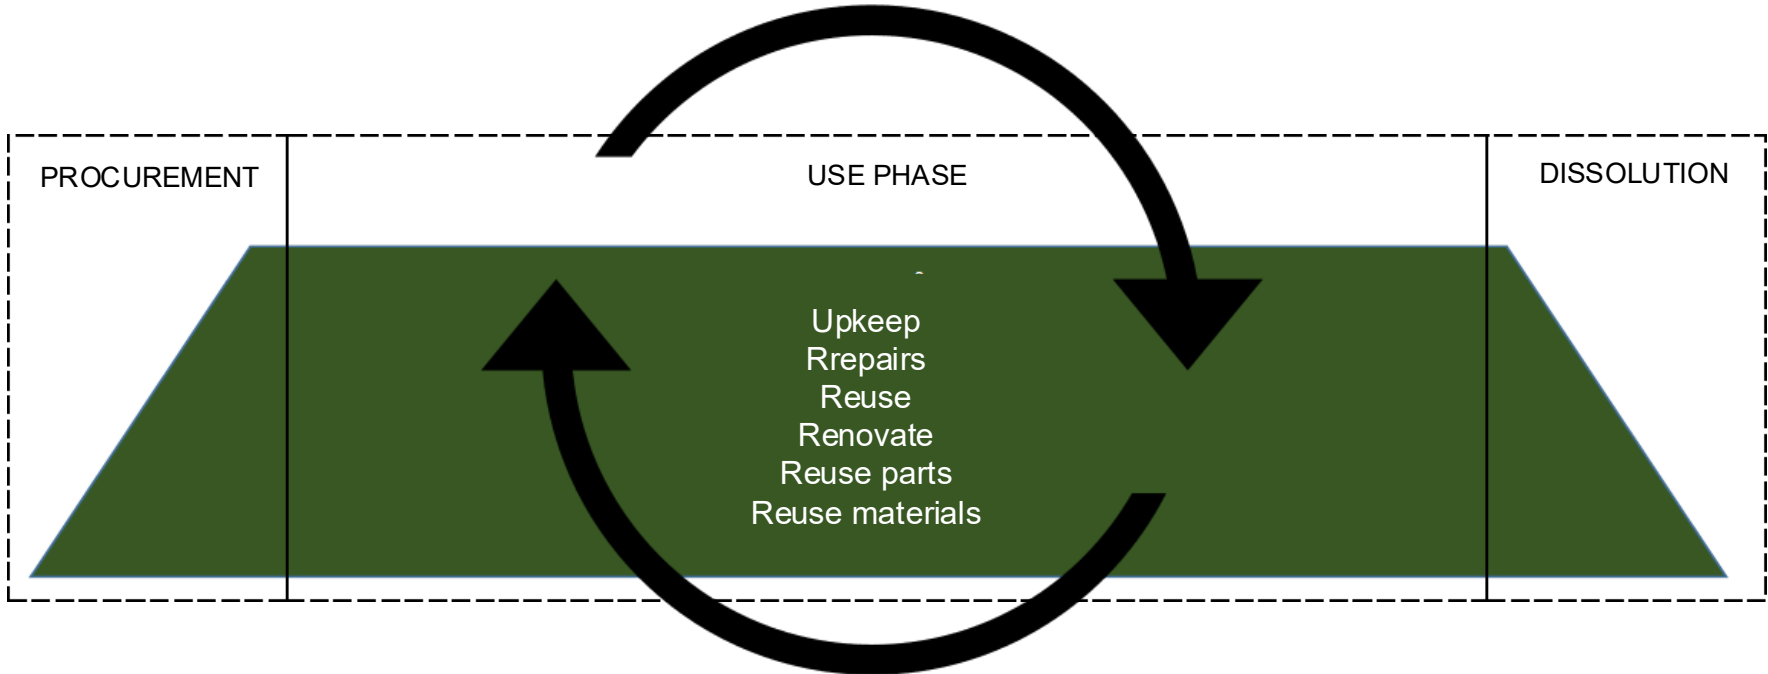 PROCUREMENT
USE PHASE
DISSOLUTION
Upkeep
Rrepairs
Reuse
Renovate
Reuse parts
Reuse materials